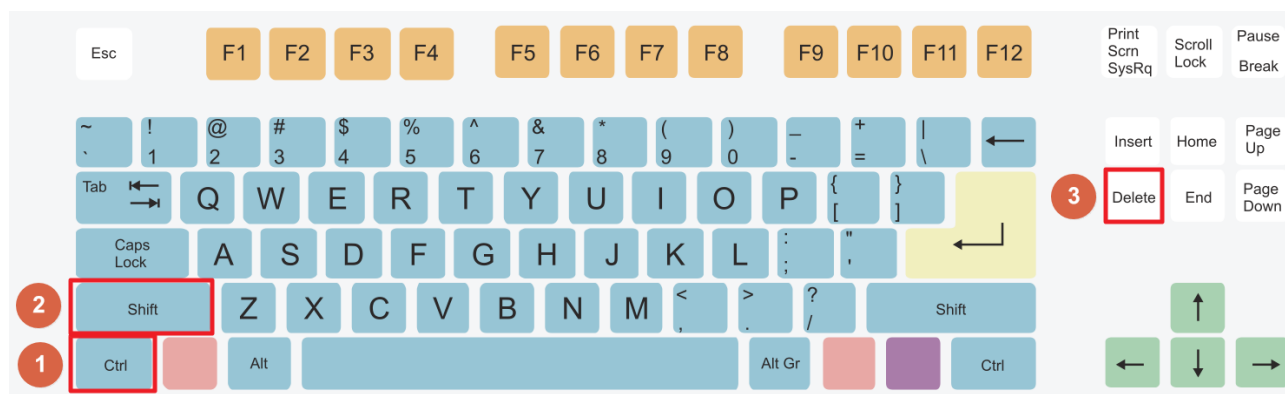 Esc F1 F2 F3 F4 F5 F6 F7 F8 F9 F10 F11 F12 Print Scrn SysRq Scroll Lock Pause Break
~ ` ! 1 @ 2 # 3 $ 4 % 5 ^ 6 & 7 * 8 ( 9 ) 0 _ - + = | \ ← Insert Home Page Up
Tab Q W E R T Y U I O P { [ } ] 3 Delete End Page Down
Caps Lock A S D F G H J K L : ; " '
2 Shift Z X C V B N M < , > . ? / Shift ↑
1 Ctrl Alt Alt Gr Ctrl ← ↓ →